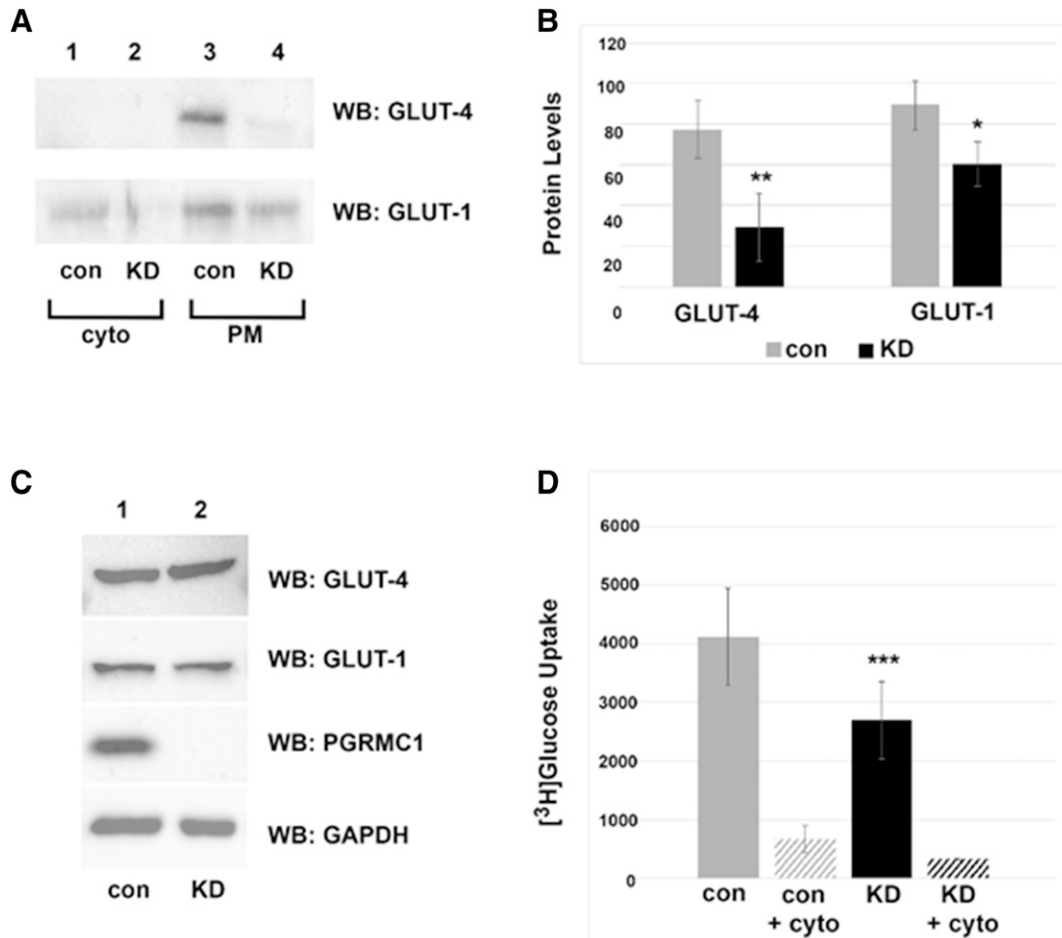 A
1 2 3 4
WB: GLUT-4
WB: GLUT-1
con KD con KD
cyto PM
B
Protein Levels
120
100
80
60
40
20
0
**
*
GLUT-4 GLUT-1
con KD
C
1 2
WB: GLUT-4
WB: GLUT-1
WB: PGRMC1
WB: GAPDH
con KD
D
[³H]Glucose Uptake
6000
5000
4000
3000
2000
1000
0
***
con con KD KD
+ cyto + cyto